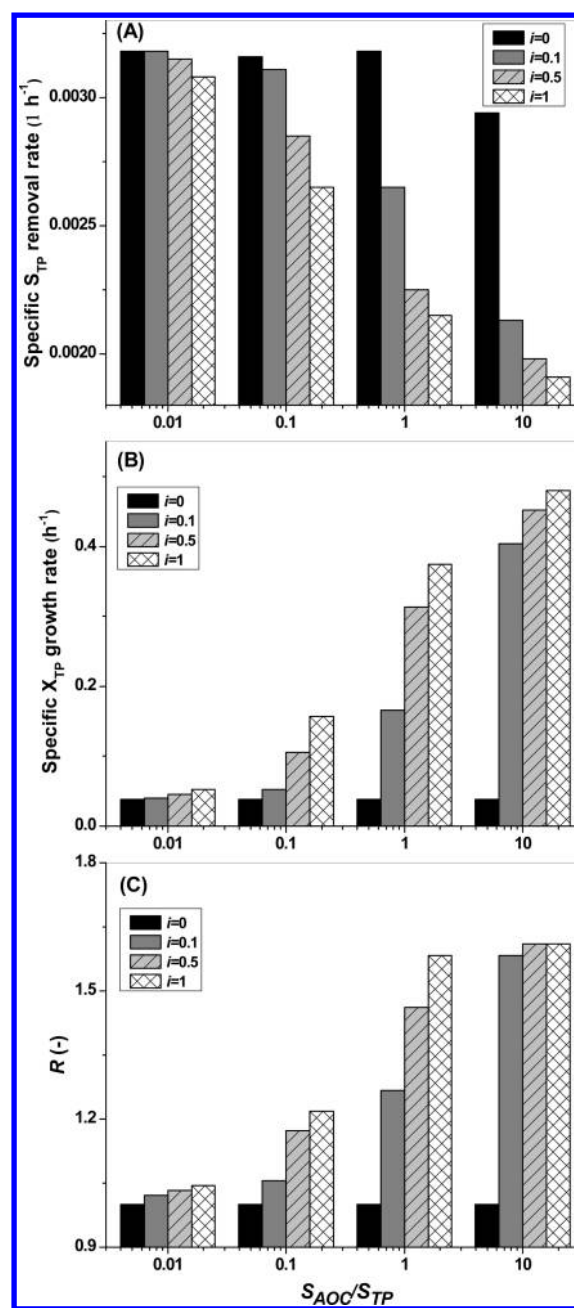 (A)
i=0
i=0.1
i=0.5
i=1
Specific S_TP removal rate (1 h⁻¹)
0.0030
0.0020
0.01 0.1 1 10
(B)
i=0
i=0.1
i=0.5
i=1
Specific X_TP growth rate (h⁻¹)
0.4
0.2
0.0
0.01 0.1 1 10
(C)
i=0
i=0.1
i=0.5
i=1
R (-)
1.8
1.5
1.2
0.9
0.01 0.1 1 10
S_AOC/S_TP